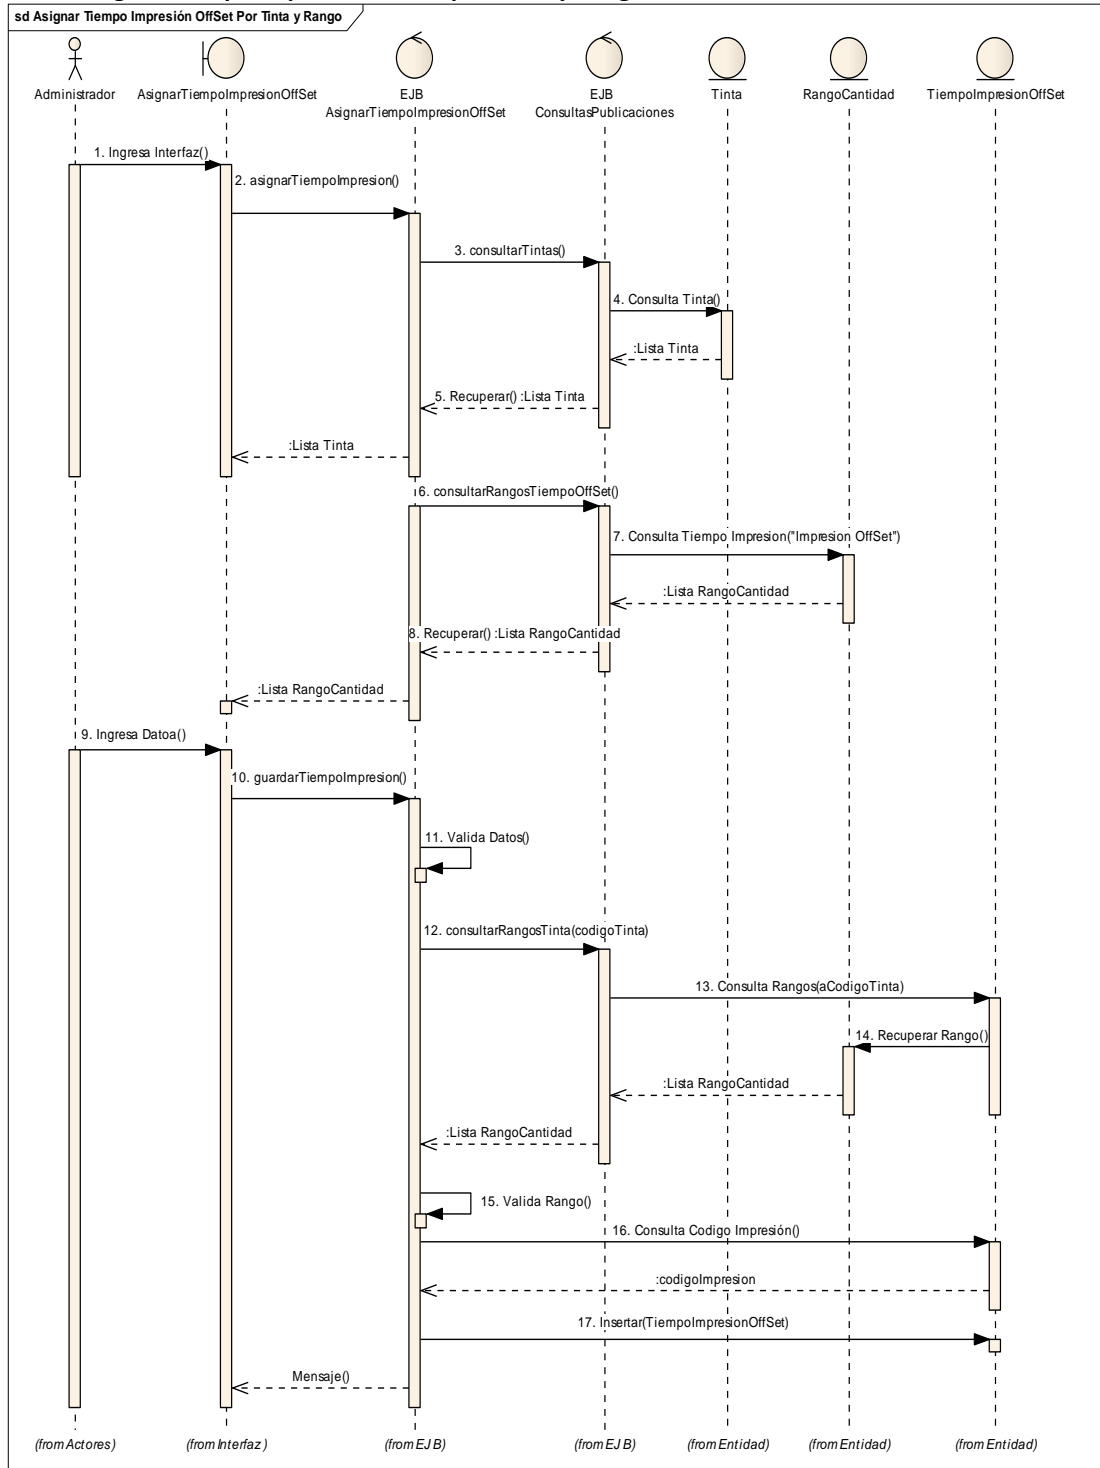 sd Asignar Tiempo Impresión OffSet Por Tinta y Rango
Administrador
AsignarTiempoImpresionOffSet
EJB
AsignarTiempoImpresionOffSet
EJB
ConsultasPublicaciones
Tinta
RangoCantidad
TiempoImpresionOffSet
1. Ingresa Interfaz()
2. asignarTiempoImpresion()
3. consultarTintas()
4. Consulta Tinta()
:Lista Tinta
5. Recuperar() :Lista Tinta
:Lista Tinta
6. consultarRangosTiempoOffSet()
7. Consulta Tiempo Impresion("Impresion OffSet")
:Lista RangoCantidad
8. Recuperar() :Lista RangoCantidad
:Lista RangoCantidad
9. Ingresa Datoa()
10. guardarTiempoImpresion()
11. Valida Datos()
12. consultarRangosTinta(codigoTinta)
13. Consulta Rangos(aCodigoTinta)
14. Recuperar Rango()
:Lista RangoCantidad
:Lista RangoCantidad
15. Valida Rango()
16. Consulta Codigo Impresión()
:codigoImpresion
17. Insertar(TiempoImpresionOffSet)
Mensaje()
(from Actores)
(from Interfaz)
(from EJB)
(from EJB)
(from Entidad)
(from Entidad)
(from Entidad)